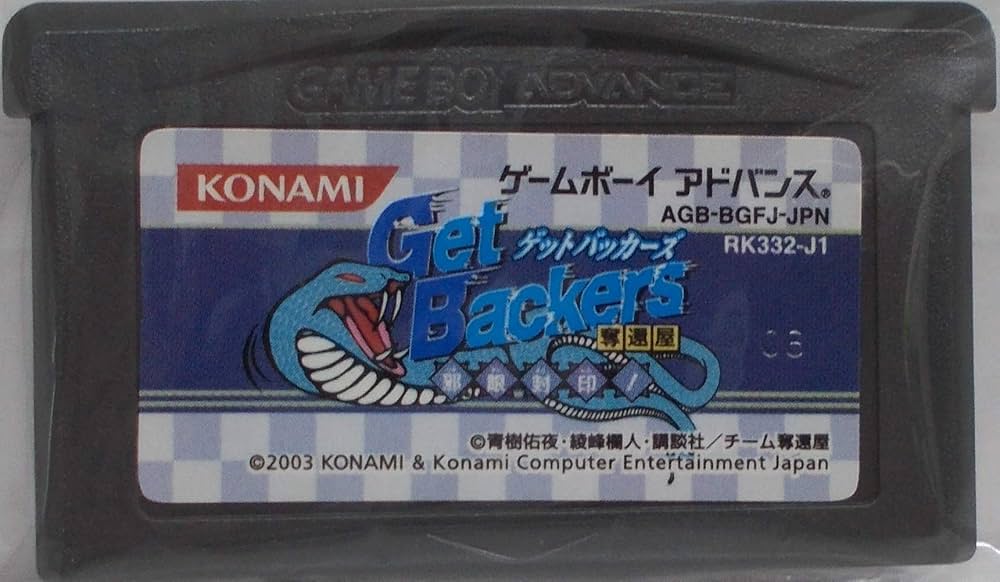 GAME BOY ADVANCE
KONAMI
ゲームボーイ アドバンス®
AGB-BGFJ-JPN
RK332-J1
Get
ゲットバッカーズ
Backers
奪還屋
邪眼封印!
06
©青樹佑夜・綾峰欄人・講談社/チーム奪還屋
©2003 KONAMI & Konami Computer Entertainment Japan